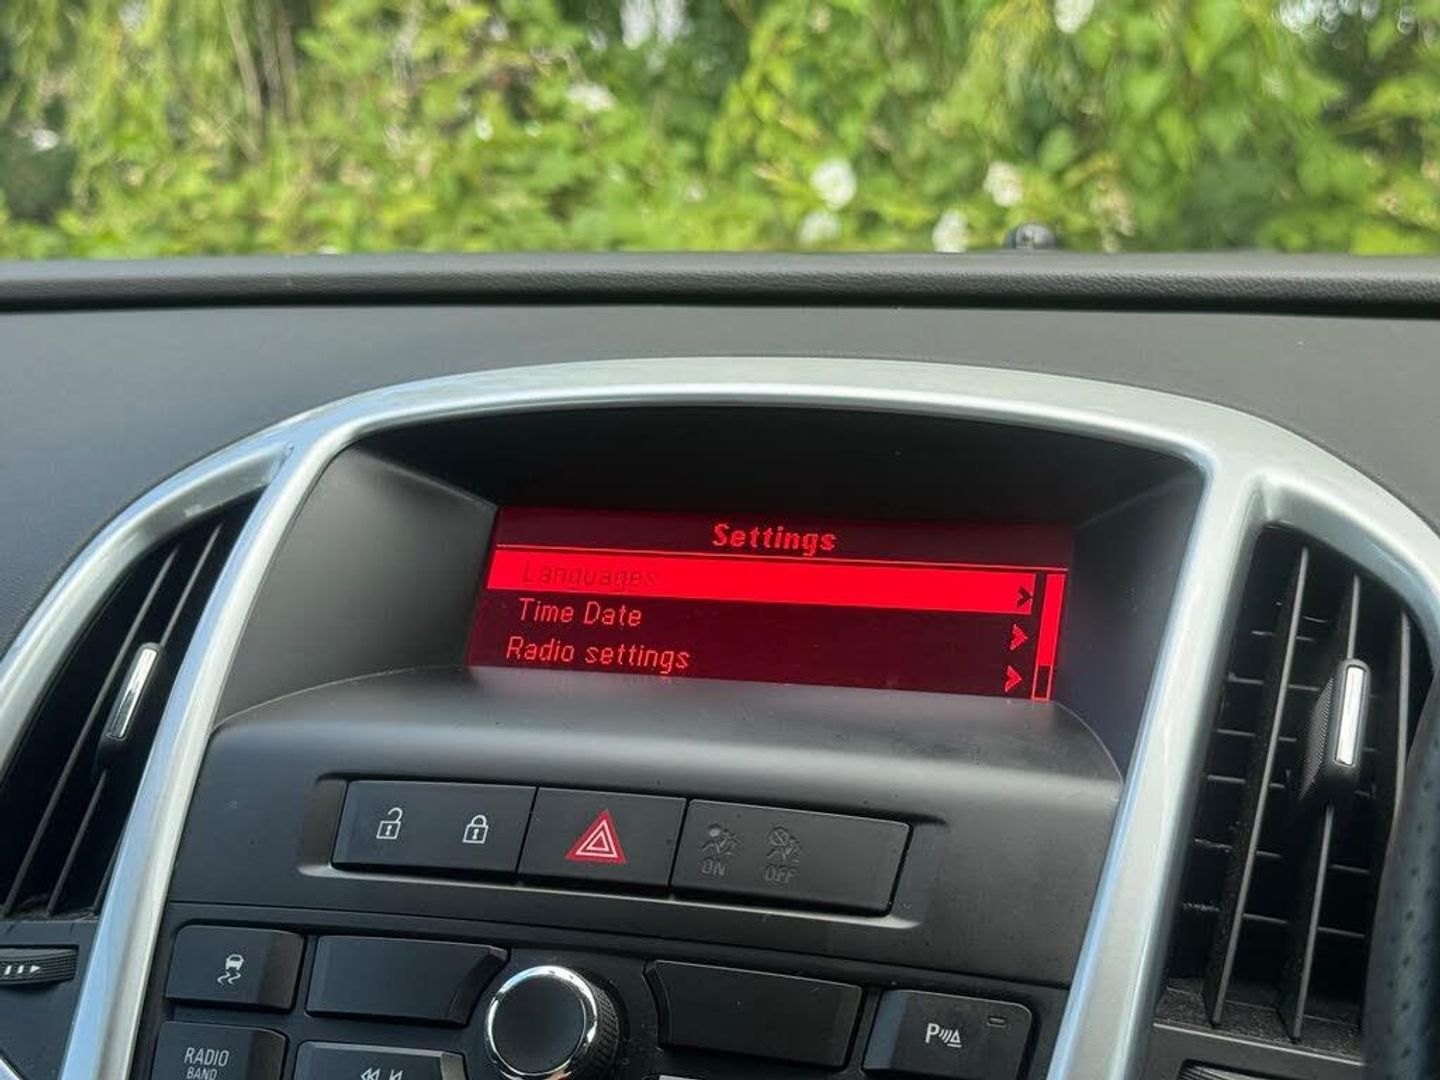 Settings
Languages
Time Date
Radio settings
ON OFF
P
RADIO
BAND